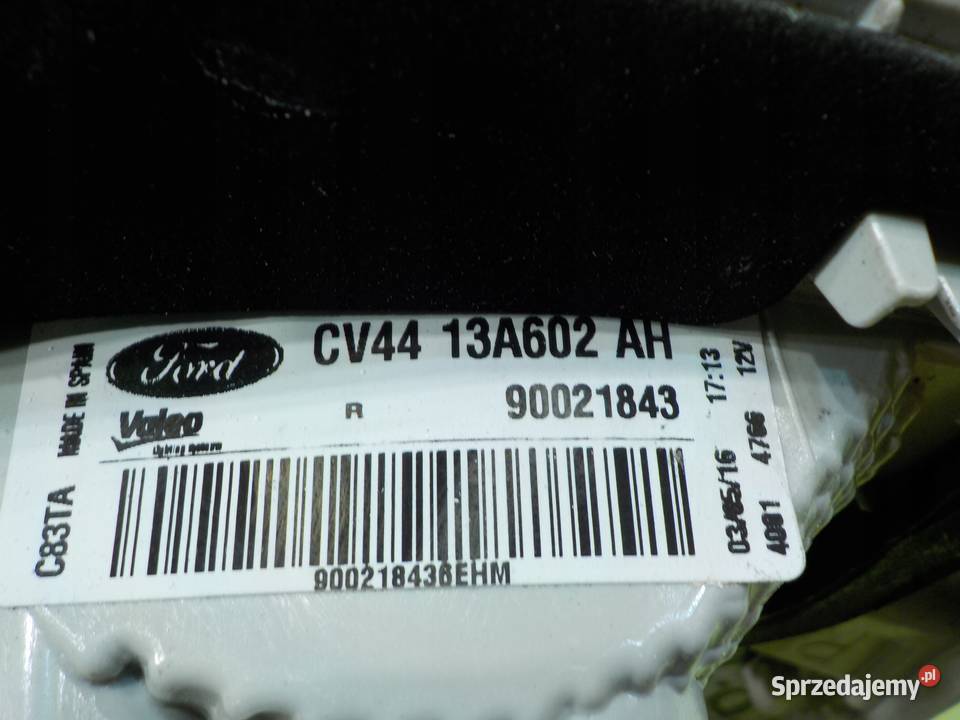 MADE IN SPAIN
C83TA
Ford
CV44 13A602 AH
Valeo
R
90021843
900218436EHM
03/05/16 17:13
4001 4766 12V
Sprzedajemy.pl